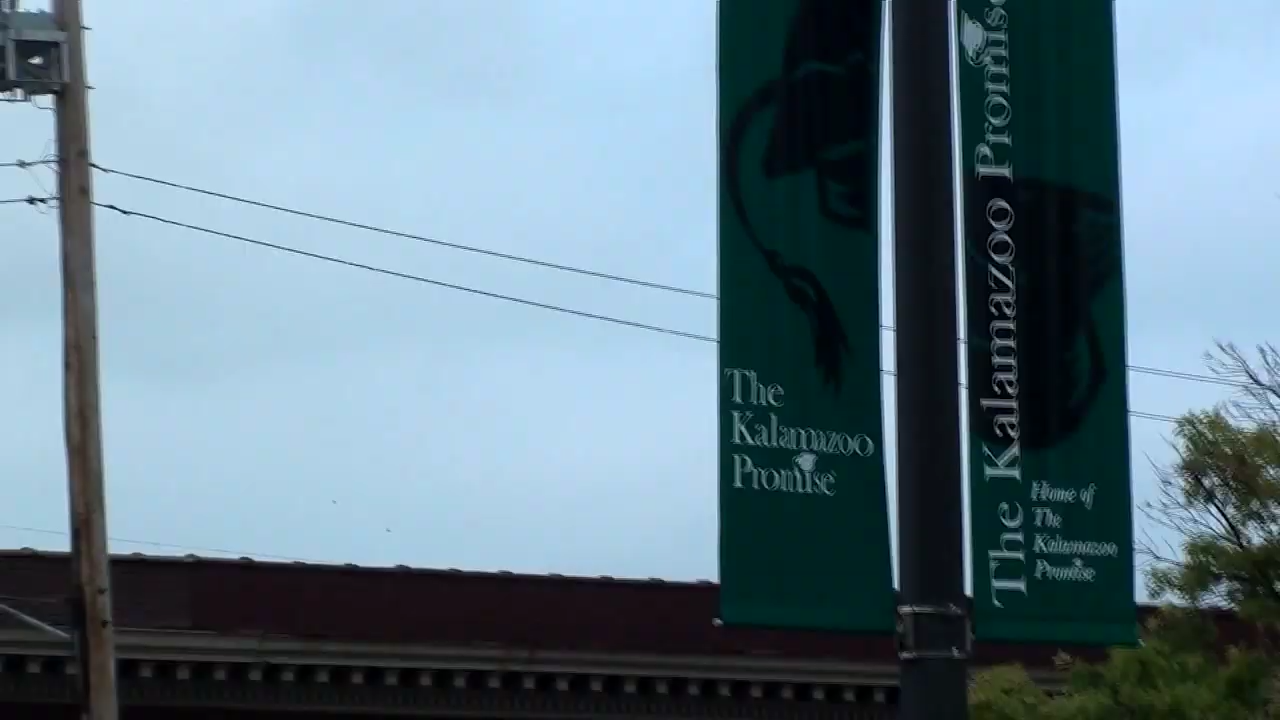 The
Kalamazoo
Promise
The Kalamazoo Promise
Home of
The
Kalamazoo
Promise